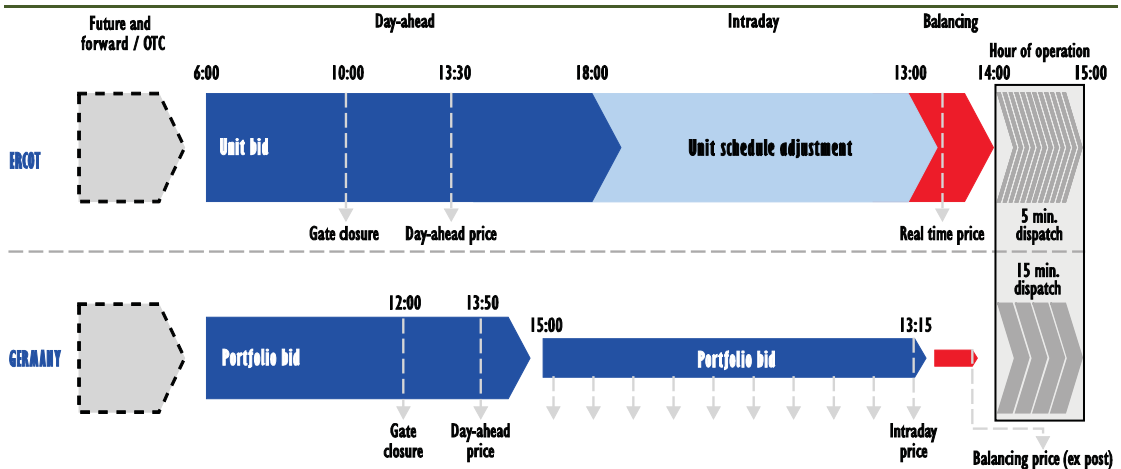 Future and
forward / OTC
Day-ahead
Intraday
Balancing
Hour of operation
6:00
10:00
13:30
18:00
13:00
14:00
15:00
ERCOT
Unit bid
Unit schedule adjustment
Gate closure
Day-ahead price
Real time price
5 min.
dispatch
15 min.
dispatch
12:00
13:50
15:00
13:15
GERMANY
Portfolio bid
Portfolio bid
Gate
closure
Day-ahead
price
Intraday
price
Balancing price (ex post)